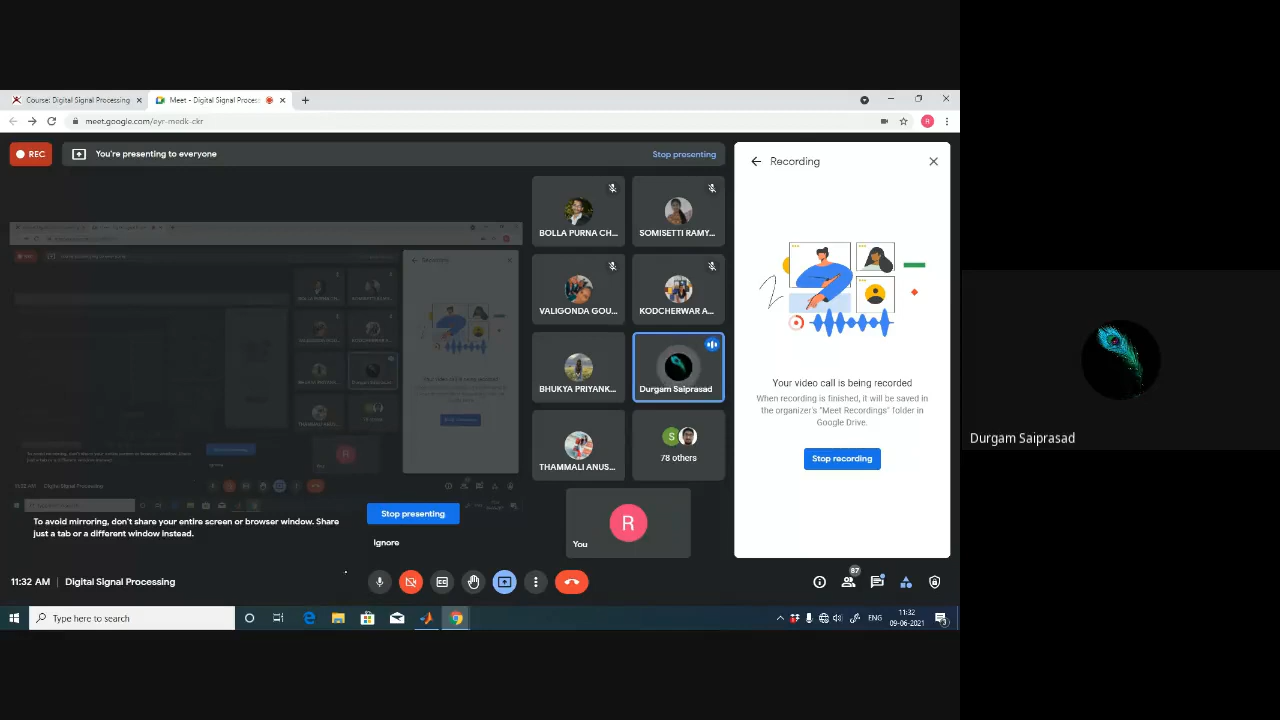 Course: Digital Signal Processing
Meet - Digital Signal Proces
meet.google.com/eyr-medk-ckr
R
REC
You're presenting to everyone
Stop presenting
BOLLA PURNA CH...
SOMISETTI RAMY...
VALIGONDA GOU...
KODCHERWAR A...
BHUKYA PRIYANK...
Durgam Saiprasad
THAMMALI ANUS...
S
78 others
R
You
To avoid mirroring, don't share your entire screen or browser window. Share
just a tab or a different window instead.
Stop presenting
Ignore
Recording
2
Your video call is being recorded
When recording is finished, it will be saved in
the organizer's "Meet Recordings" folder in
Google Drive.
Stop recording
Durgam Saiprasad
11:32 AM | Digital Signal Processing
87
Type here to search
ENG
11:32
09-06-2021
3